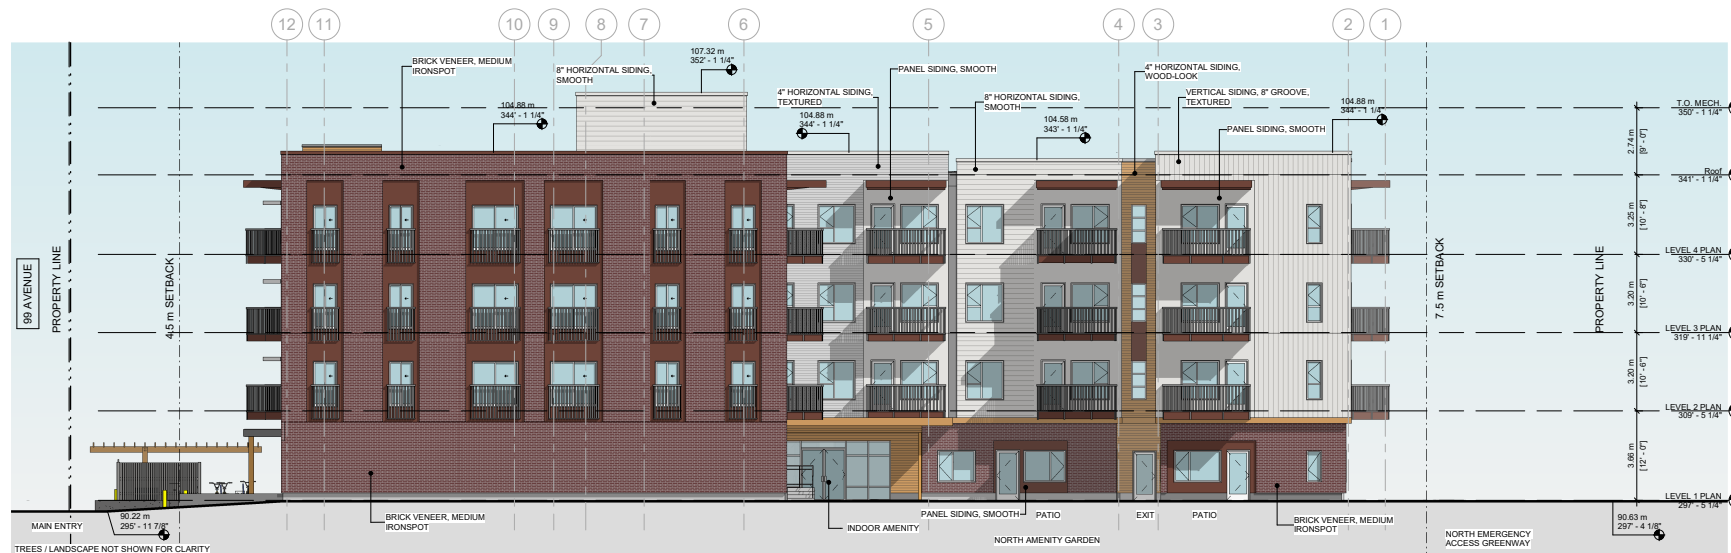 12 11 10 9 8 7 6 5 4 3 2 1
107.32 m
352' - 1 1/4"
BRICK VENEER, MEDIUM
IRONSPOT
8" HORIZONTAL SIDING,
SMOOTH
PANEL SIDING, SMOOTH
4" HORIZONTAL SIDING,
WOOD-LOOK
4" HORIZONTAL SIDING,
TEXTURED
8" HORIZONTAL SIDING,
SMOOTH
VERTICAL SIDING, 8" GROOVE,
TEXTURED
104.88 m
344' - 1 1/4"
104.88 m
344' - 1 1/4"
104.58 m
343' - 1 1/4"
PANEL SIDING, SMOOTH
104.88 m
344' - 1 1/4"
T.O. MECH.
350' - 1 1/4"
2.74 m
[9' - 0"]
Roof
341' - 1 1/4"
3.25 m
[10' - 8"]
LEVEL 4 PLAN
330' - 5 1/4"
3.20 m
[10' - 6"]
LEVEL 3 PLAN
319' - 11 1/4"
3.20 m
[10' - 6"]
LEVEL 2 PLAN
309' - 5 1/4"
3.66 m
[12' - 0"]
LEVEL 1 PLAN
297' - 5 1/4"
99 AVENUE
PROPERTY LINE
4.5 m SETBACK
7.5 m SETBACK
PROPERTY LINE
MAIN ENTRY
90.22 m
295' - 11 7/8"
TREES / LANDSCAPE NOT SHOWN FOR CLARITY
BRICK VENEER, MEDIUM
IRONSPOT
INDOOR AMENITY
PANEL SIDING, SMOOTH
PATIO
EXIT
PATIO
NORTH AMENITY GARDEN
BRICK VENEER, MEDIUM
IRONSPOT
NORTH EMERGENCY
ACCESS GREENWAY
90.63 m
297' - 4 1/8"